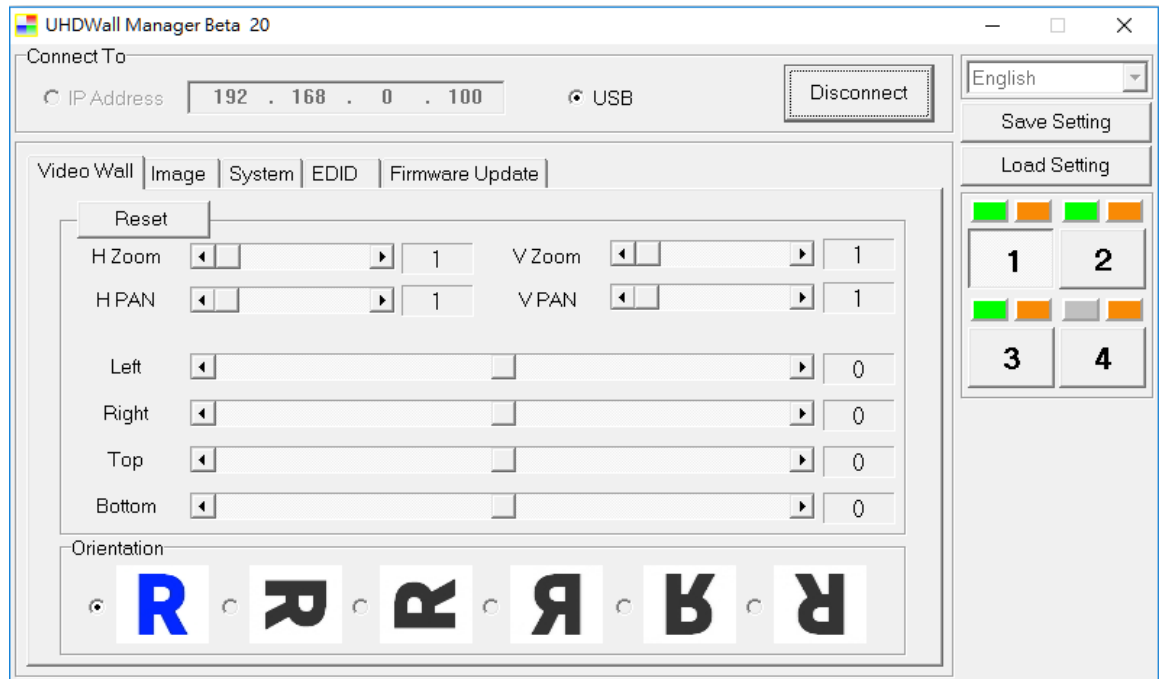 UHDWall Manager Beta 20
Connect To
IP Address 192 . 168 . 0 . 100 USB Disconnect
English
Save Setting
Load Setting
Video Wall Image System EDID Firmware Update
Reset
H Zoom 1 V Zoom 1
H PAN 1 V PAN 1
Left 0
Right 0
Top 0
Bottom 0
Orientation
R R R R R R
1 2
3 4